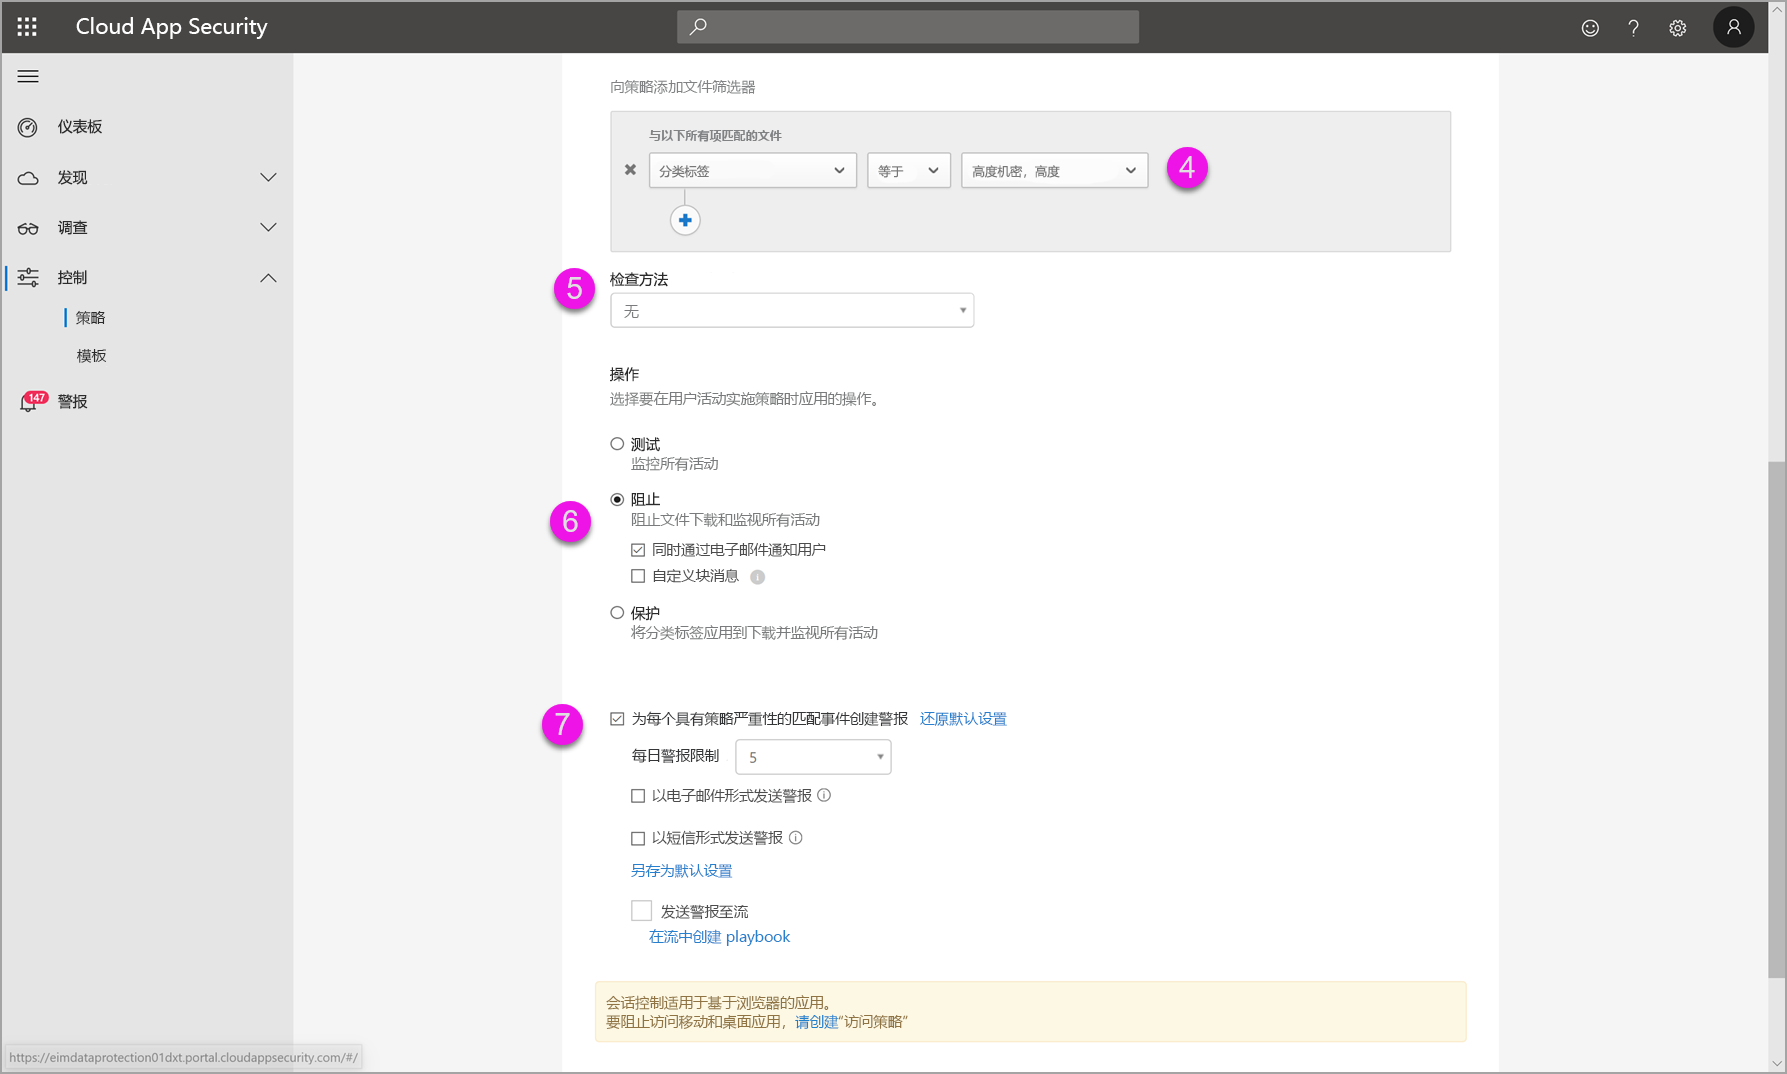 Cloud App Security
仪表板
发现
调查
控制
策略
模板
147
警报
向策略添加文件筛选器
与以下所有项匹配的文件
分类标签
等于
高度机密，高度
4
5
检查方法
无
操作
选择要在用户活动实施策略时应用的操作。
测试
监控所有活动
6
阻止
阻止文件下载和监视所有活动
同时通过电子邮件通知用户
自定义块消息
保护
将分类标签应用到下载并监视所有活动
7
为每个具有策略严重性的匹配事件创建警报 还原默认设置
每日警报限制 5
以电子邮件形式发送警报
以短信形式发送警报
另存为默认设置
发送警报至流
在流中创建 playbook
会话控制适用于基于浏览器的应用。
要阻止访问移动和桌面应用，请创建“访问策略”
https://eimdataprotection01dxt.portal.cloudappsecurity.com/#/